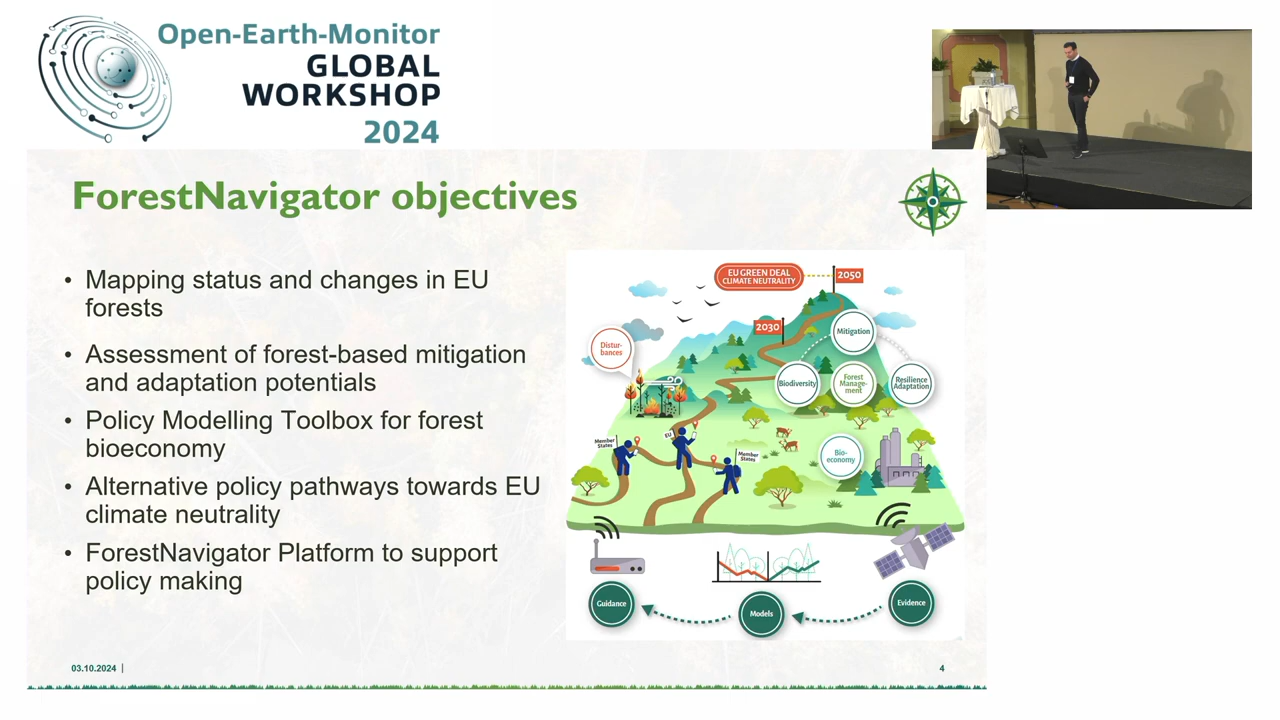 Open-Earth-Monitor
GLOBAL
WORKSHOP
2024
ForestNavigator objectives
• Mapping status and changes in EU
forests
• Assessment of forest-based mitigation
and adaptation potentials
• Policy Modelling Toolbox for forest
bioeconomy
• Alternative policy pathways towards EU
climate neutrality
• ForestNavigator Platform to support
policy making
EU GREEN DEAL
CLIMATE NEUTRALITY
2050
2030
Mitigation
Distur-
bances
Biodiversity
Forest
Manage-
ment
Resilience
Adaptation
Member
States
EU
Member
States
Bio-
economy
Guidance
Models
Evidence
03.10.2024 |
4